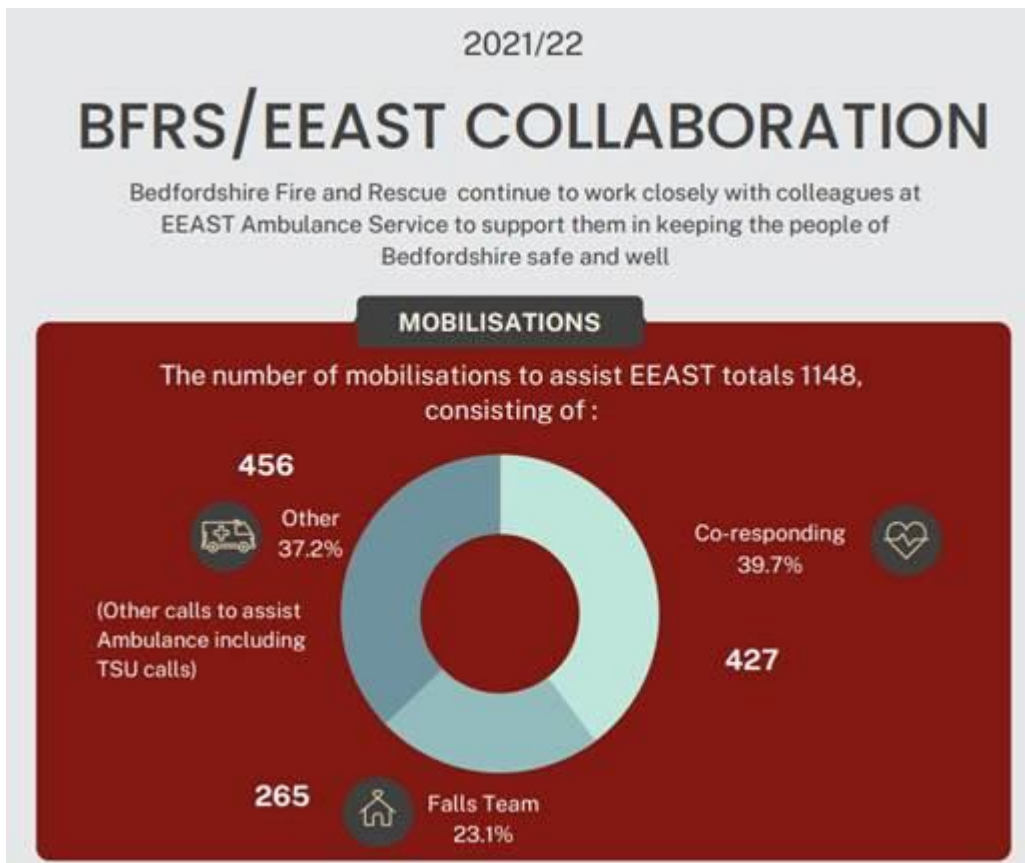 2021/22
BFRS/EEAST COLLABORATION
Bedfordshire Fire and Rescue continue to work closely with colleagues at
EEAST Ambulance Service to support them in keeping the people of
Bedfordshire safe and well
MOBILISATIONS
The number of mobilisations to assist EEAST totals 1148,
consisting of :
456
Other
37.2%
(Other calls to assist
Ambulance including
TSU calls)
Co-responding
39.7%
427
265
Falls Team
23.1%